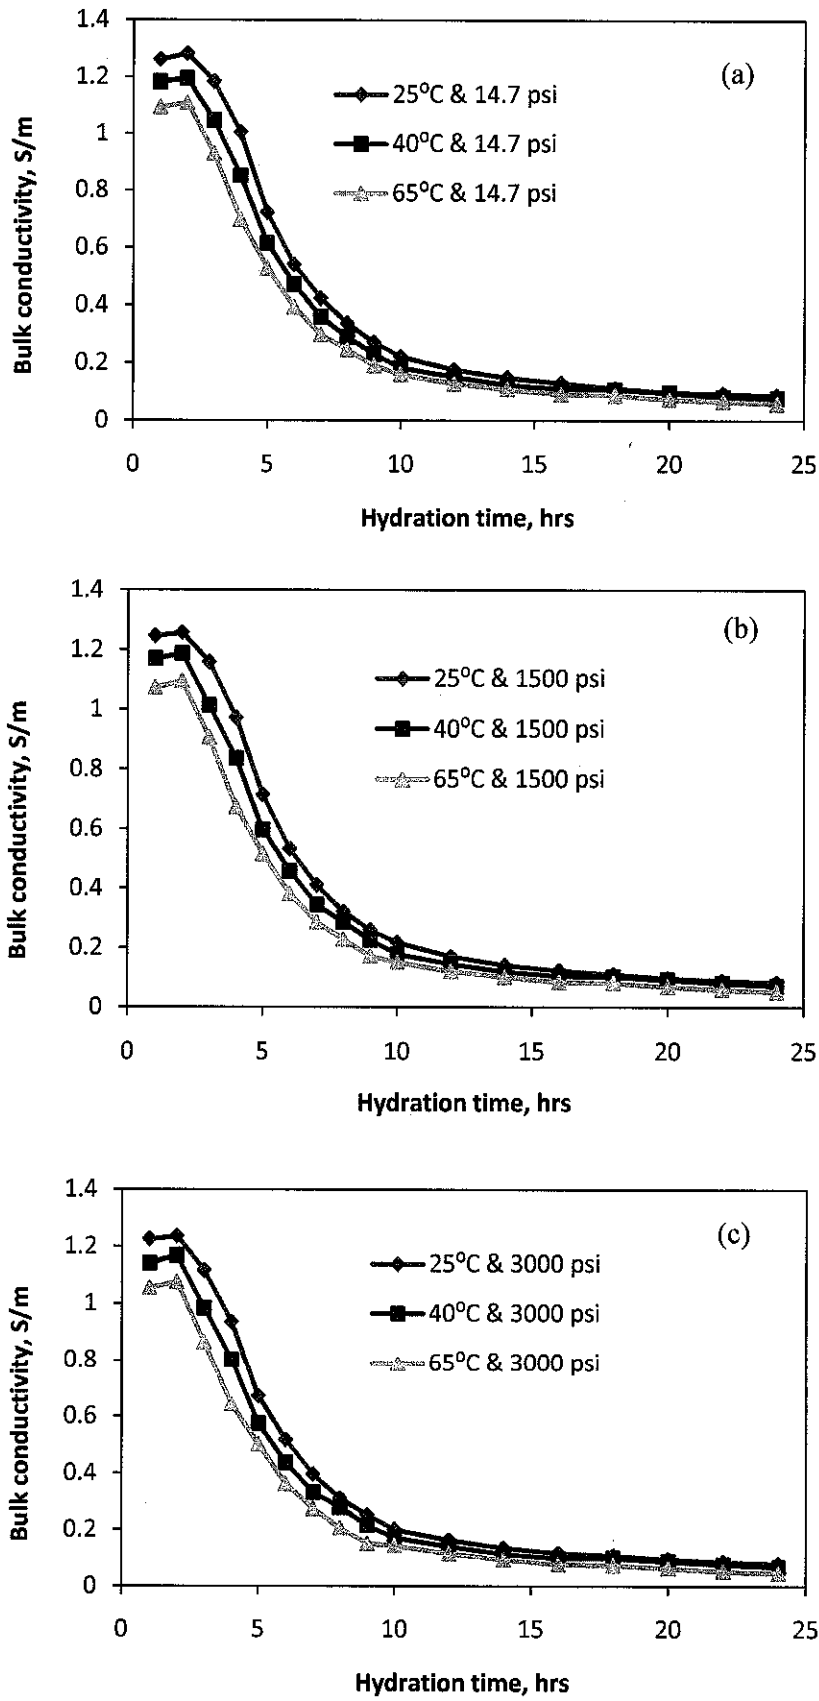 (a)
1.4
1.2
1
0.8
0.6
0.4
0.2
0
Bulk conductivity, S/m
25°C & 14.7 psi
40°C & 14.7 psi
65°C & 14.7 psi
0 5 10 15 20 25
Hydration time, hrs
(b)
1.4
1.2
1
0.8
0.6
0.4
0.2
0
Bulk conductivity, S/m
25°C & 1500 psi
40°C & 1500 psi
65°C & 1500 psi
0 5 10 15 20 25
Hydration time, hrs
(c)
1.4
1.2
1
0.8
0.6
0.4
0.2
0
Bulk conductivity, S/m
25°C & 3000 psi
40°C & 3000 psi
65°C & 3000 psi
0 5 10 15 20 25
Hydration time, hrs